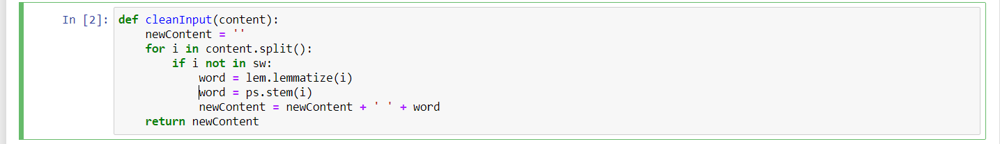 In [2]: def cleanInput(content):
newContent = ''
for i in content.split():
if i not in sw:
word = lem.lemmatize(i)
word = ps.stem(i)
newContent = newContent + ' ' + word
return newContent